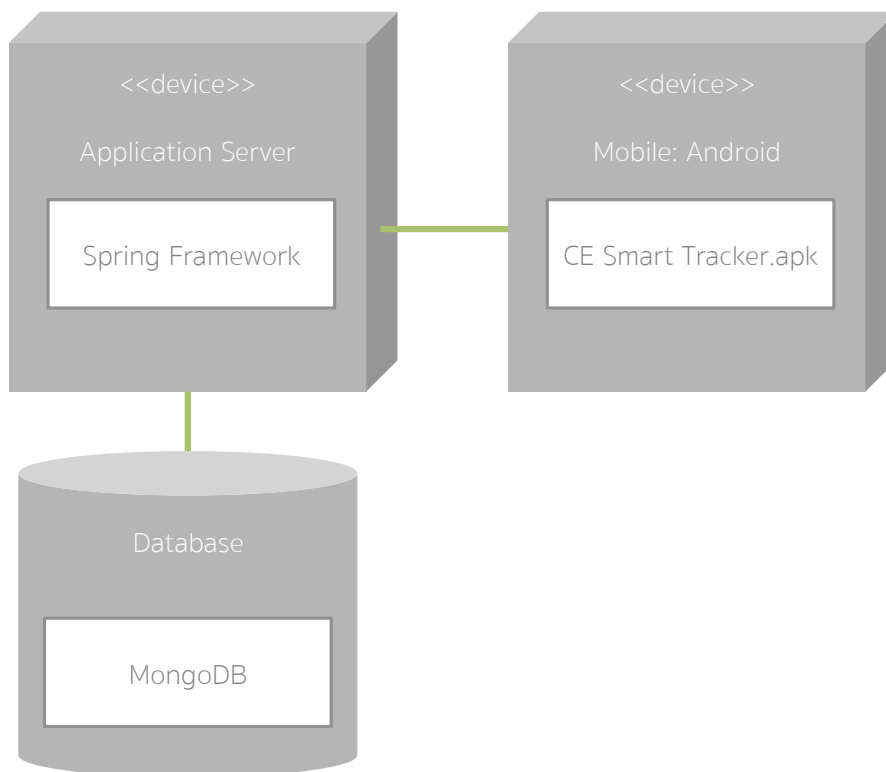 <<device>>
Application Server
Spring Framework
<<device>>
Mobile: Android
CE Smart Tracker.apk
Database
MongoDB